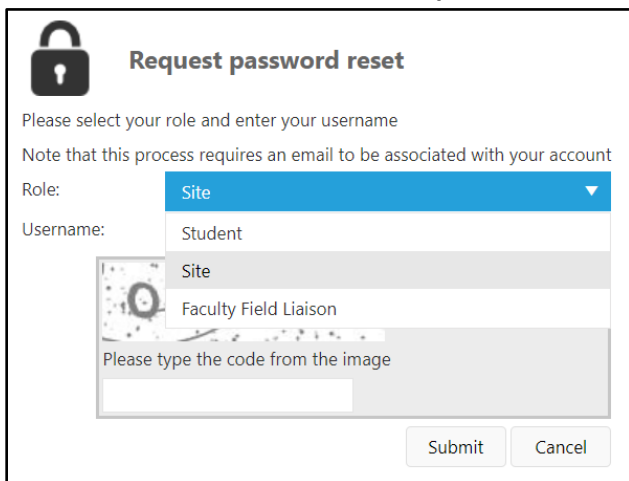 Request password reset
Please select your role and enter your username
Note that this process requires an email to be associated with your account
Role: Site
Username: Student
Site
Faculty Field Liaison
Please type the code from the image
Submit Cancel